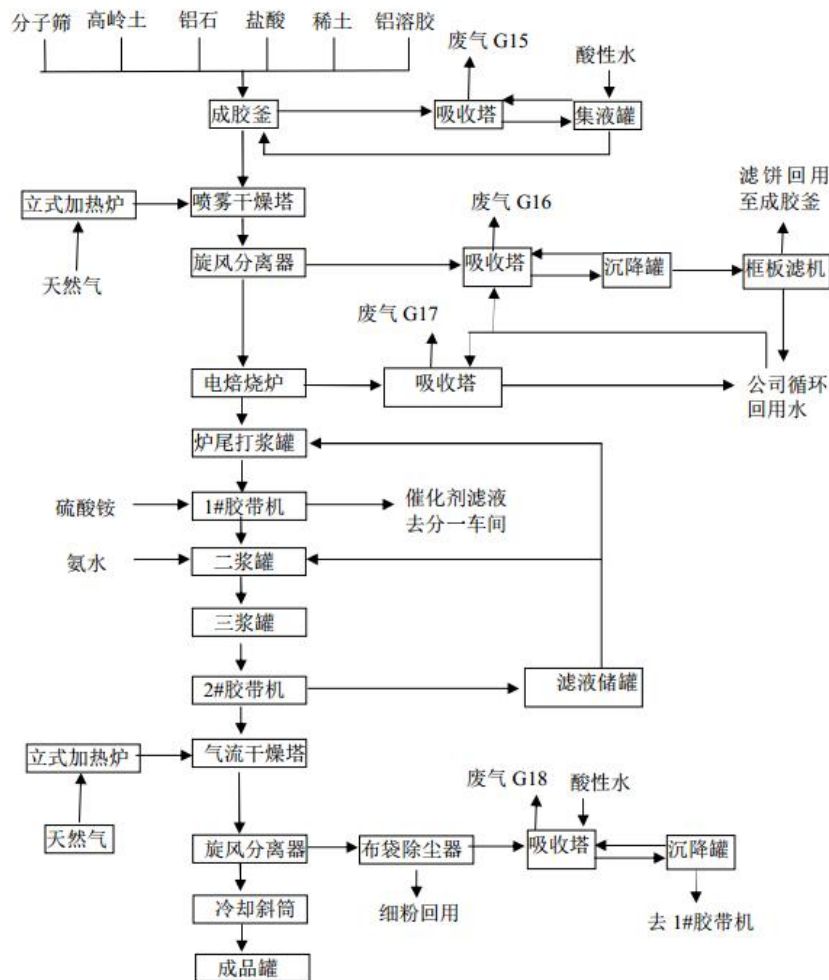 分子筛
高岭土
铝石
盐酸
稀土
铝溶胶
废气 G15
酸性水
成胶釜
吸收塔
集液罐
滤饼回用
至成胶釜
立式加热炉
喷雾干燥塔
废气 G16
天然气
旋风分离器
吸收塔
沉降罐
框板滤机
废气 G17
电焙烧炉
吸收塔
公司循环
回用水
炉尾打浆罐
硫酸铵
1#胶带机
催化剂滤液
去分一车间
氨水
二浆罐
三浆罐
2#胶带机
滤液储罐
立式加热炉
气流干燥塔
废气 G18
酸性水
天然气
旋风分离器
布袋除尘器
吸收塔
沉降罐
冷却斜筒
细粉回用
去 1#胶带机
成品罐